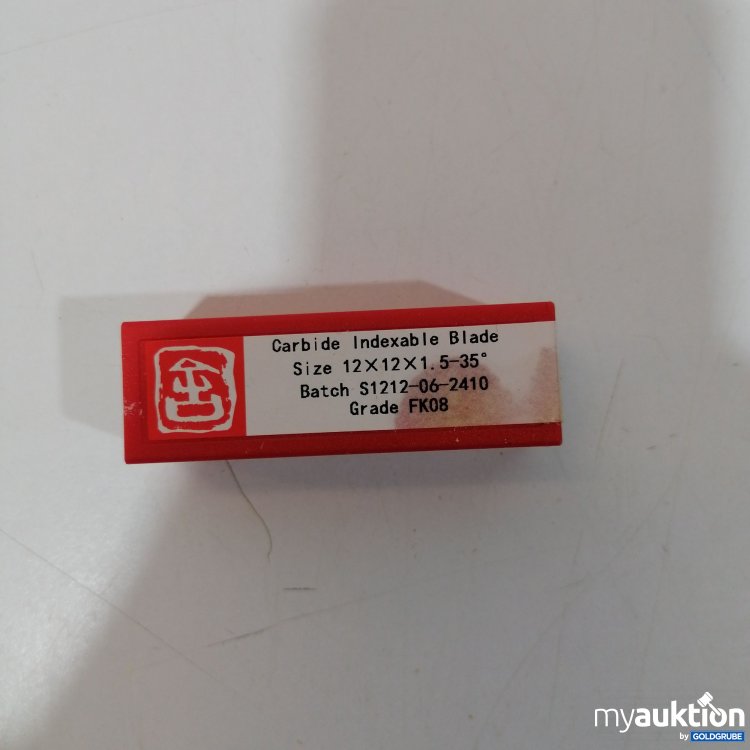 Carbide Indexable Blade
Size 12×12×1.5-35°
Batch S1212-06-2410
Grade FK08
myauktion
by GOLDGRUBE